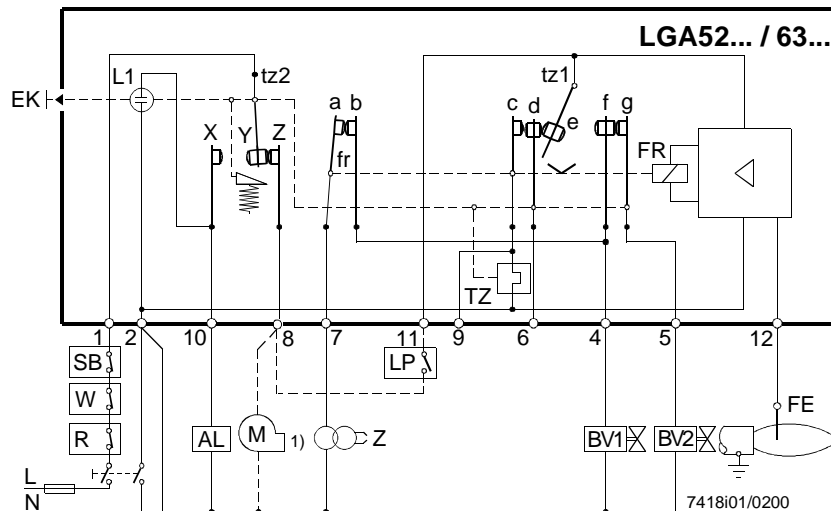 LGA52... / 63...
L1
tz2
tz1
EK
a b
c d e f g
X Y Z
fr
FR
TZ
1 2 10 8 7 11 9 6 4 5 12
SB
LP
W
FE
R
AL
M
1)
Z
BV1
BV2
L
N
7418i01/0200